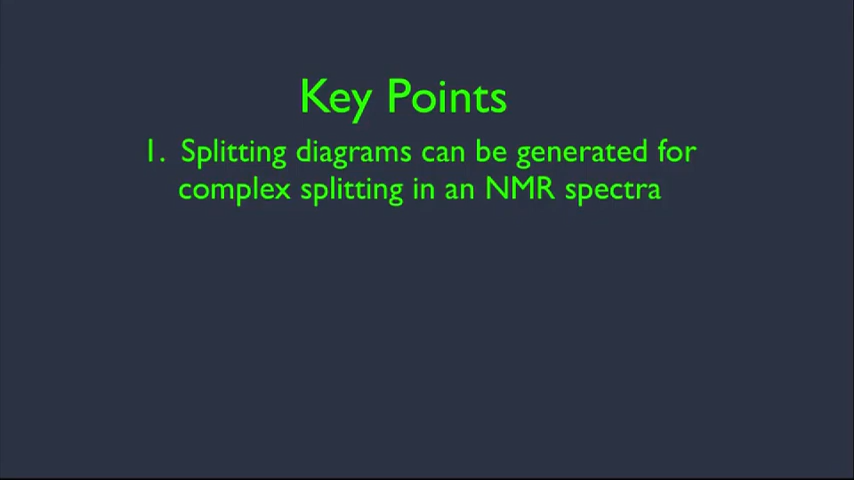 Key Points
1. Splitting diagrams can be generated for
complex splitting in an NMR spectra